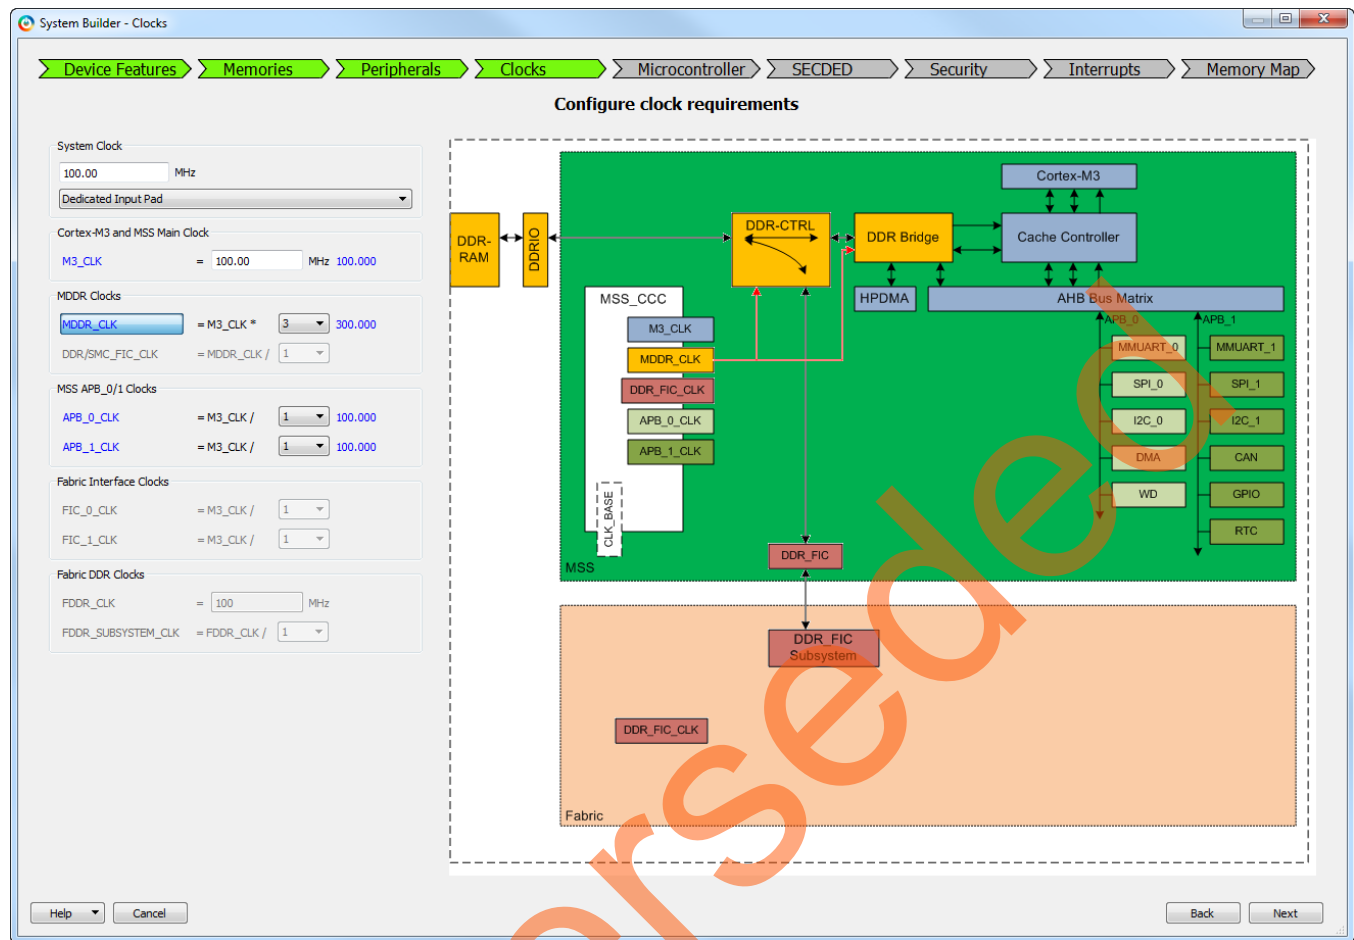 System Builder - Clocks
Device Features
Memories
Peripherals
Clocks
Microcontroller
SECDED
Security
Interrupts
Memory Map
Configure clock requirements
System Clock
100.00 MHz
Dedicated Input Pad
Cortex-M3 and MSS Main Clock
M3_CLK = 100.00 MHz 100.000
MDDR Clocks
MDDR_CLK = M3_CLK * 3 300.000
DDR/SMC_FIC_CLK = MDDR_CLK / 1
MSS APB_0/1 Clocks
APB_0_CLK = M3_CLK / 1 100.000
APB_1_CLK = M3_CLK / 1 100.000
Fabric Interface Clocks
FIC_0_CLK = M3_CLK / 1
FIC_1_CLK = M3_CLK / 1
Fabric DDR Clocks
FDDR_CLK = 100 MHz
FDDR_SUBSYSTEM_CLK = FDDR_CLK / 1
Cortex-M3
DDR-
RAM
DDRIO
DDR-CTRL
DDR Bridge
Cache Controller
HPDMA
AHB Bus Matrix
MSS_CCC
M3_CLK
MDDR_CLK
DDR_FIC_CLK
APB_0_CLK
APB_1_CLK
CLK_BASE
APB_0
APB_1
MMUART_0
MMUART_1
SPI_0
SPI_1
I2C_0
I2C_1
DMA
CAN
WD
GPIO
RTC
DDR_FIC
MSS
DDR_FIC
Subsystem
DDR_FIC_CLK
Fabric
ersed
Help
Cancel
Back
Next